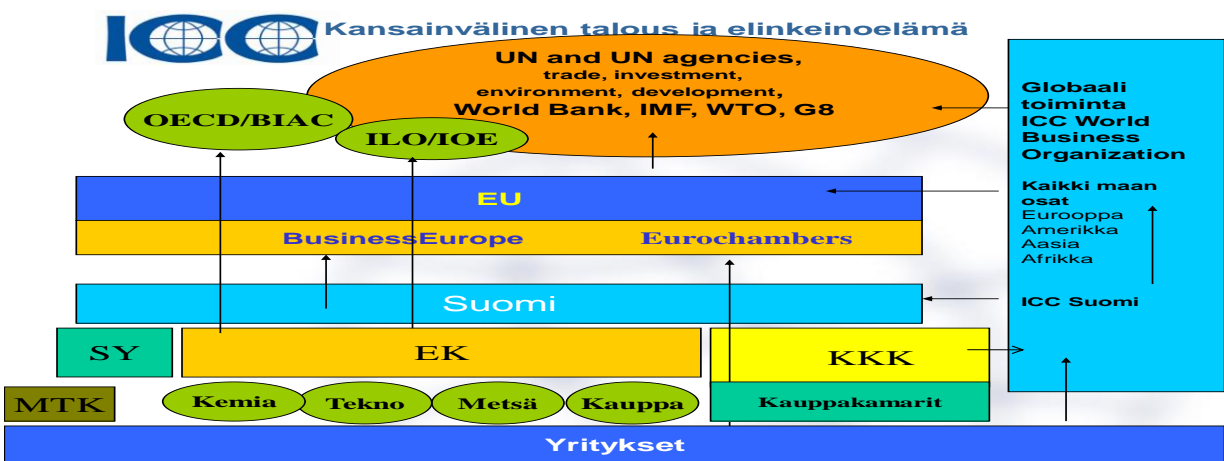 ICC
Kansainvälinen talous ja elinkeinoelämä
UN and UN agencies,
trade, investment,
environment, development,
World Bank, IMF, WTO, G8
OECD/BIAC
ILO/IOE
EU
BusinessEurope
Eurochambers
Suomi
SY
EK
KKK
MTK
Kemia
Tekno
Metsä
Kauppa
Kauppakamarit
Yritykset
Globaali
toiminta
ICC World
Business
Organization
Kaikki maan
osat
Eurooppa
Amerikka
Aasia
Afrikka
ICC Suomi